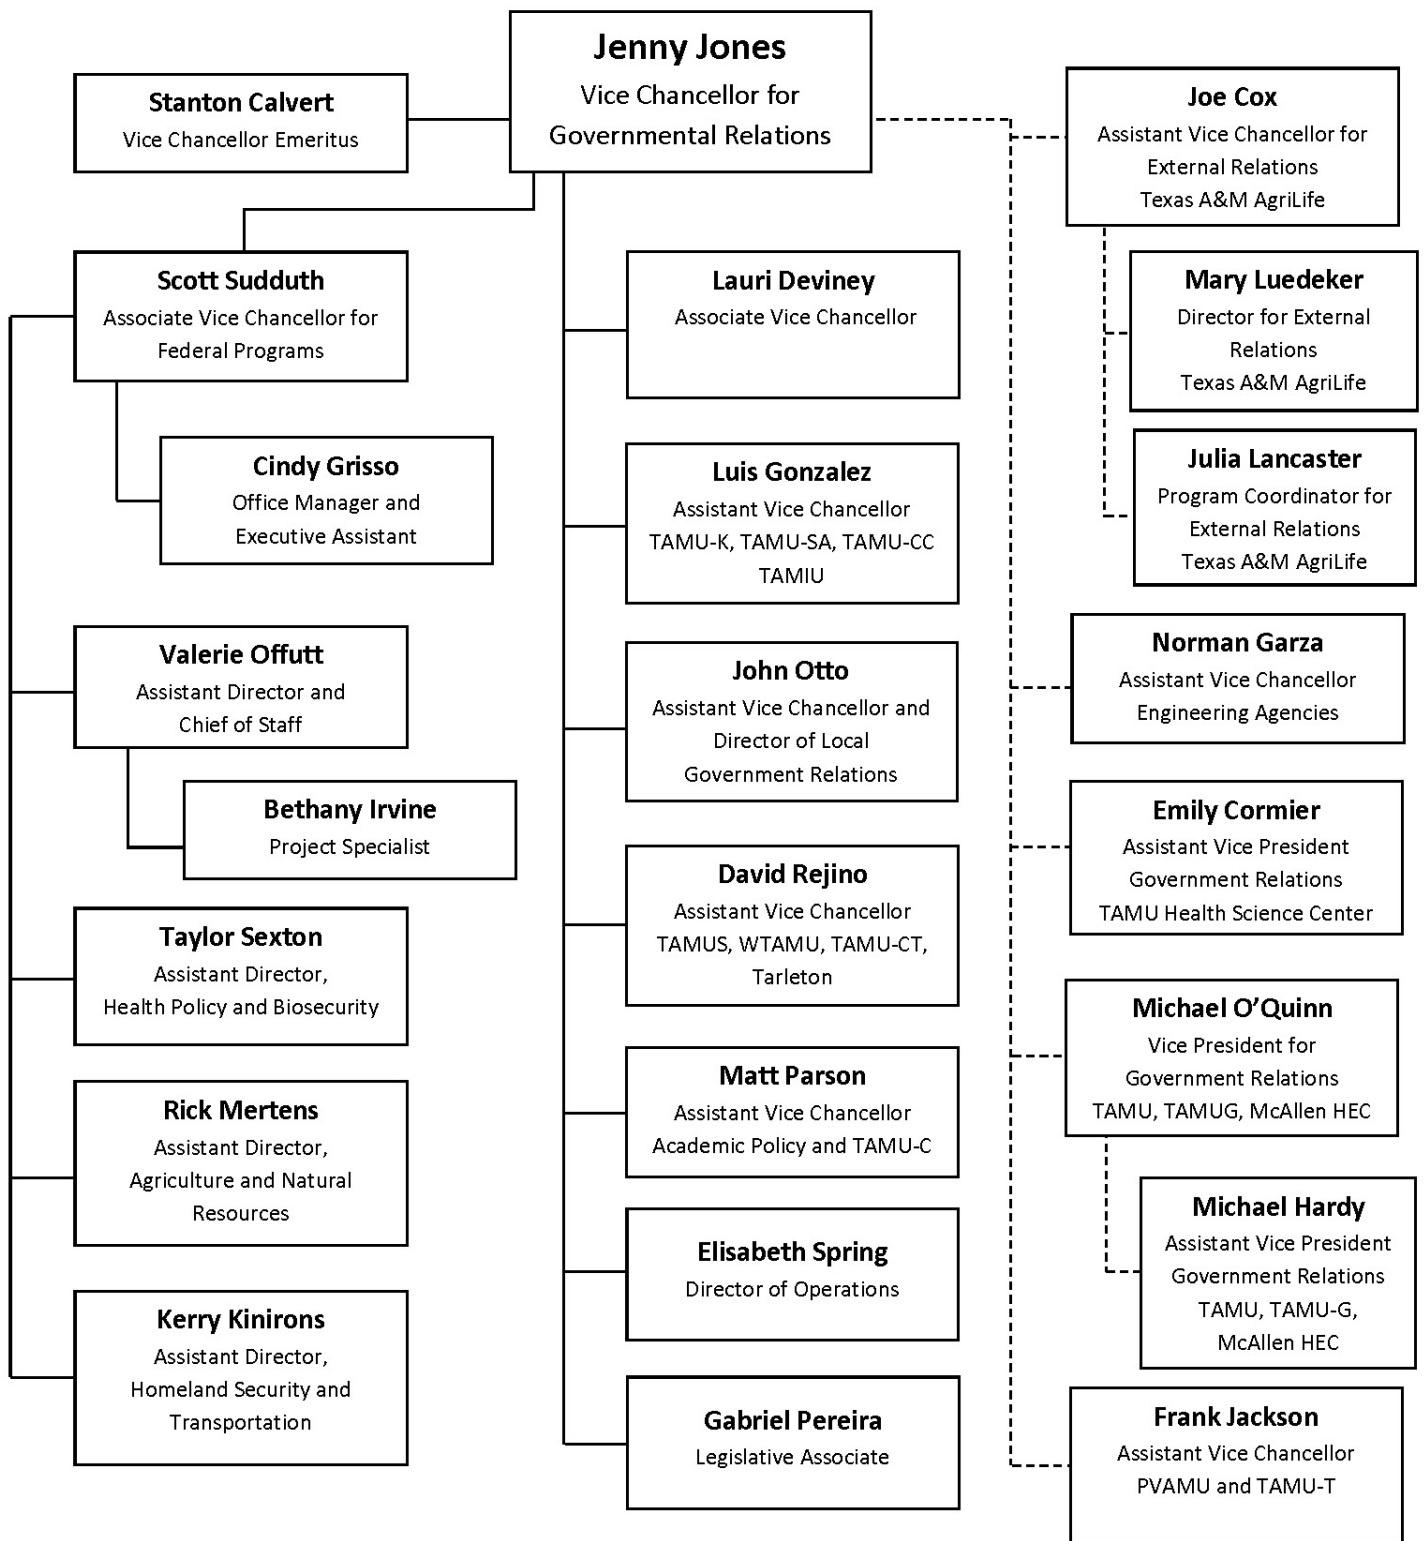 Jenny Jones
Vice Chancellor for
Governmental Relations
Stanton Calvert
Vice Chancellor Emeritus
Scott Sudduth
Associate Vice Chancellor for
Federal Programs
Cindy Grisso
Office Manager and
Executive Assistant
Valerie Offutt
Assistant Director and
Chief of Staff
Bethany Irvine
Project Specialist
Taylor Sexton
Assistant Director,
Health Policy and Biosecurity
Rick Mertens
Assistant Director,
Agriculture and Natural
Resources
Kerry Kinirons
Assistant Director,
Homeland Security and
Transportation
Lauri Deviney
Associate Vice Chancellor
Luis Gonzalez
Assistant Vice Chancellor
TAMU-K, TAMU-SA, TAMU-CC
TAMIU
John Otto
Assistant Vice Chancellor and
Director of Local
Government Relations
David Rejino
Assistant Vice Chancellor
TAMUS, WTAMU, TAMU-CT,
Tarleton
Matt Parson
Assistant Vice Chancellor
Academic Policy and TAMU-C
Elisabeth Spring
Director of Operations
Gabriel Pereira
Legislative Associate
Joe Cox
Assistant Vice Chancellor for
External Relations
Texas A&M AgriLife
Mary Luedeker
Director for External
Relations
Texas A&M AgriLife
Julia Lancaster
Program Coordinator for
External Relations
Texas A&M AgriLife
Norman Garza
Assistant Vice Chancellor
Engineering Agencies
Emily Cormier
Assistant Vice President
Government Relations
TAMU Health Science Center
Michael O’Quinn
Vice President for
Government Relations
TAMU, TAMUG, McAllen HEC
Michael Hardy
Assistant Vice President
Government Relations
TAMU, TAMU-G,
McAllen HEC
Frank Jackson
Assistant Vice Chancellor
PVAMU and TAMU-T